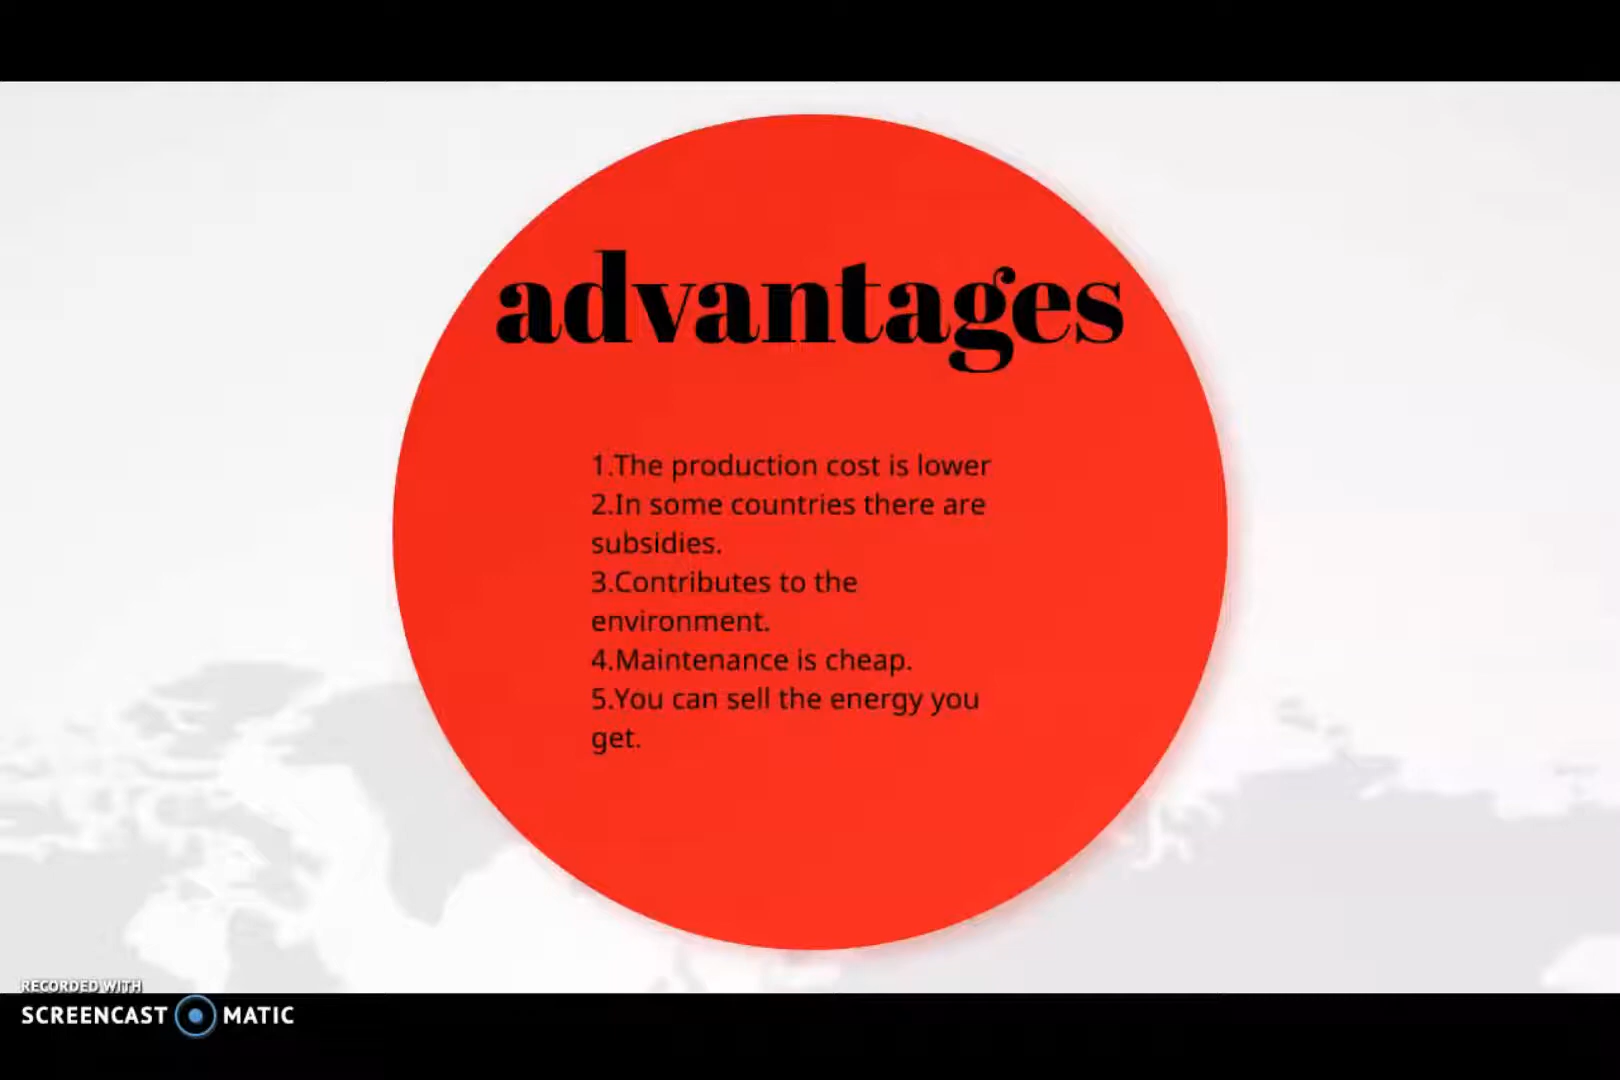 advantages
1.The production cost is lower
2.In some countries there are
subsidies.
3.Contributes to the
environment.
4.Maintenance is cheap.
5.You can sell the energy you
get.
RECORDED WITH
SCREENCAST MATIC